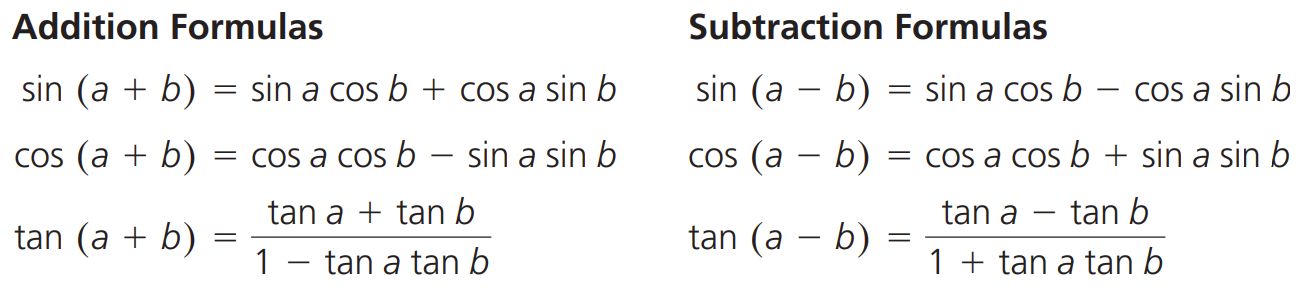 Addition Formulas
sin (a + b) = sin a cos b + cos a sin b
cos (a + b) = cos a cos b − sin a sin b
tan (a + b) = \frac{tan a + tan b}{1 − tan a tan b}
Subtraction Formulas
sin (a − b) = sin a cos b − cos a sin b
cos (a − b) = cos a cos b + sin a sin b
tan (a − b) = \frac{tan a − tan b}{1 + tan a tan b}